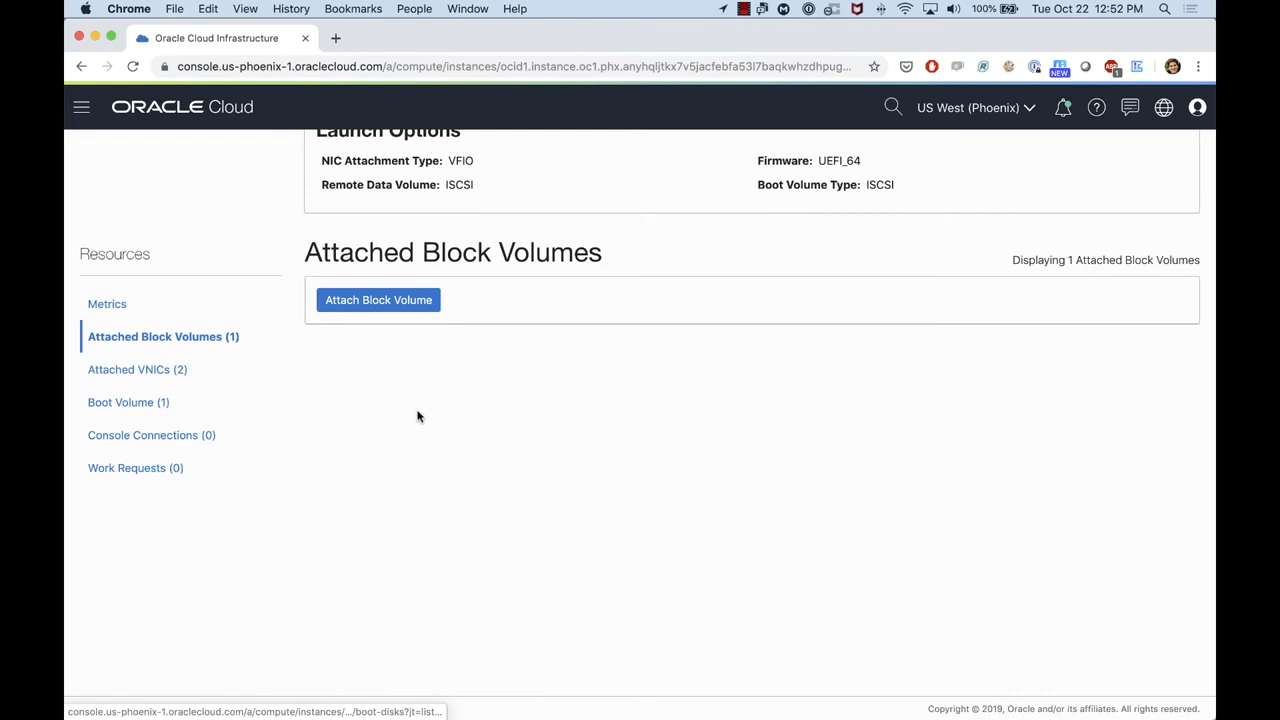 Chrome File Edit View History Bookmarks People Window Help 100% Tue Oct 22 12:52 PM
Oracle Cloud Infrastructure
console.us-phoenix-1.oraclecloud.com/a/compute/instances/ocid1.instance.oc1.phx.anyhqljtkx7v5jacfebfa53l7baqkwhzdhpug...
NEW
1
ORACLE Cloud US West (Phoenix)
Launch Options
NIC Attachment Type: VFIO Firmware: UEFI_64
Remote Data Volume: ISCSI Boot Volume Type: ISCSI
Resources
Attached Block Volumes
Displaying 1 Attached Block Volumes
Attach Block Volume
Metrics
Attached Block Volumes (1)
Attached VNICs (2)
Boot Volume (1)
Console Connections (0)
Work Requests (0)
console.us-phoenix-1.oraclecloud.com/a/compute/instances/.../boot-disks?jt=list...
Copyright © 2019, Oracle and/or its affiliates. All rights reserved.